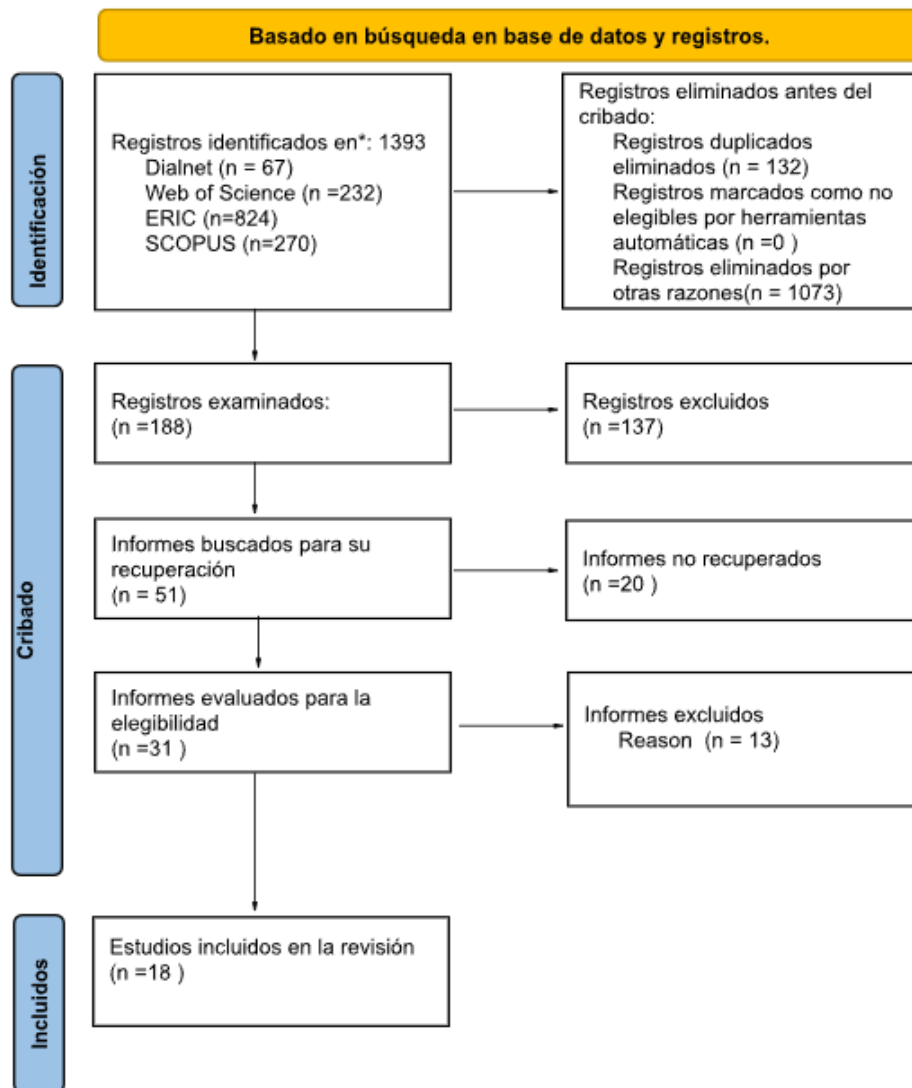 Basado en búsqueda en base de datos y registros.
Identificación
Registros identificados en*: 1393
Dialnet (n = 67)
Web of Science (n =232)
ERIC (n=824)
SCOPUS (n=270)
Registros eliminados antes del
cribado:
Registros duplicados
eliminados (n = 132)
Registros marcados como no
elegibles por herramientas
automáticas (n =0 )
Registros eliminados por
otras razones(n = 1073)
Cribado
Registros examinados:
(n =188)
Registros excluidos
(n =137)
Informes buscados para su
recuperación
(n = 51)
Informes no recuperados
(n =20 )
Informes evaluados para la
elegibilidad
(n =31 )
Informes excluidos
Reason (n = 13)
Incluidos
Estudios incluidos en la revisión
(n =18 )